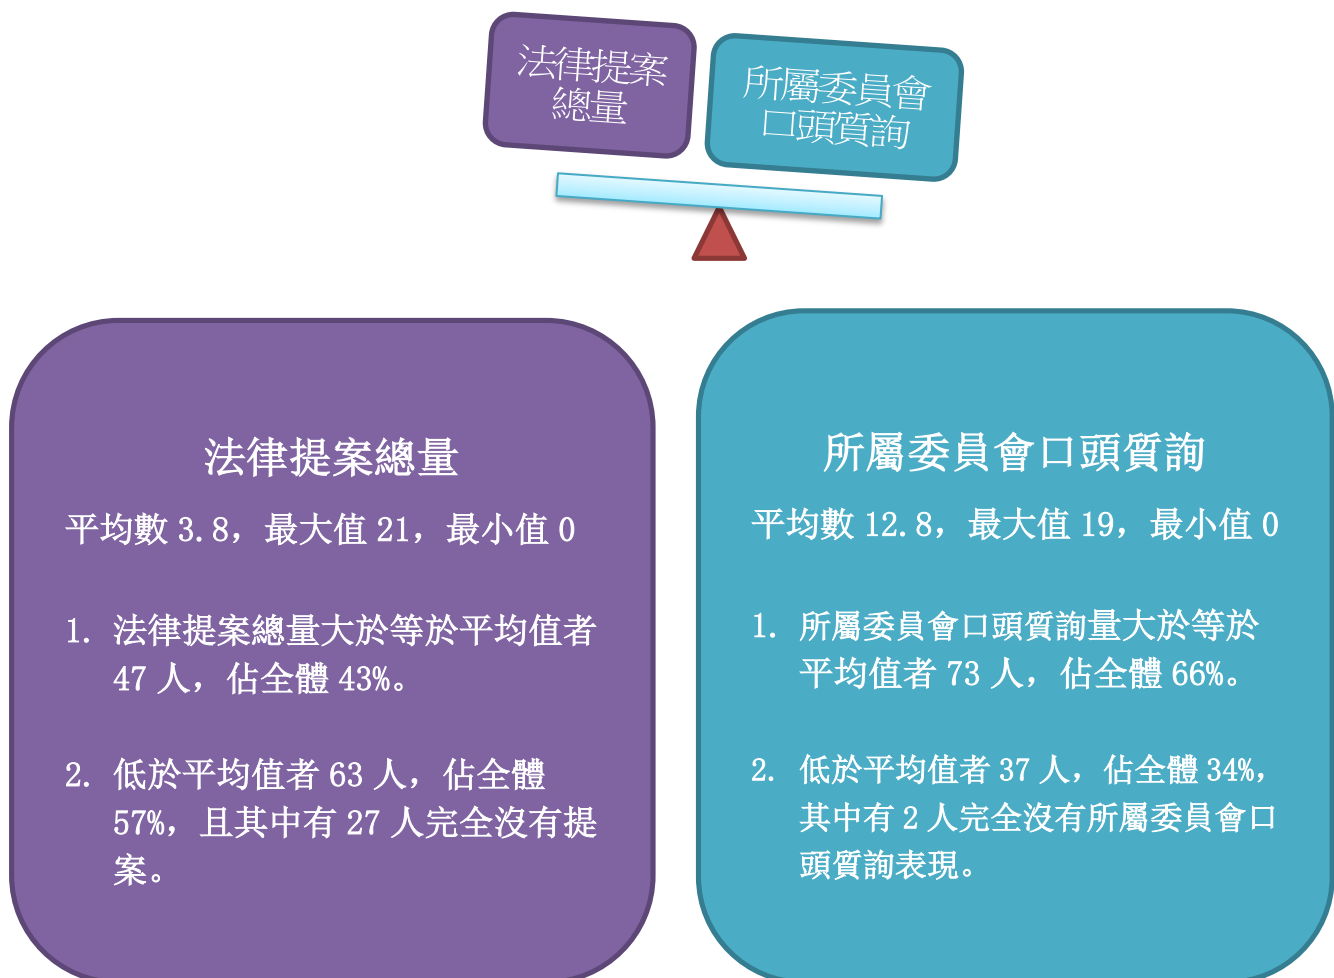 法律提案
總量
所屬委員會
口頭質詢
法律提案總量
平均數 3.8，最大值 21，最小值 0
1. 法律提案總量大於等於平均值者
47 人，佔全體 43%。
2. 低於平均值者 63 人，佔全體
57%，且其中有 27 人完全沒有提
案。
所屬委員會口頭質詢
平均數 12.8，最大值 19，最小值 0
1. 所屬委員會口頭質詢量大於等於
平均值者 73 人，佔全體 66%。
2. 低於平均值者 37 人，佔全體 34%，
其中有 2 人完全沒有所屬委員會口
頭質詢表現。